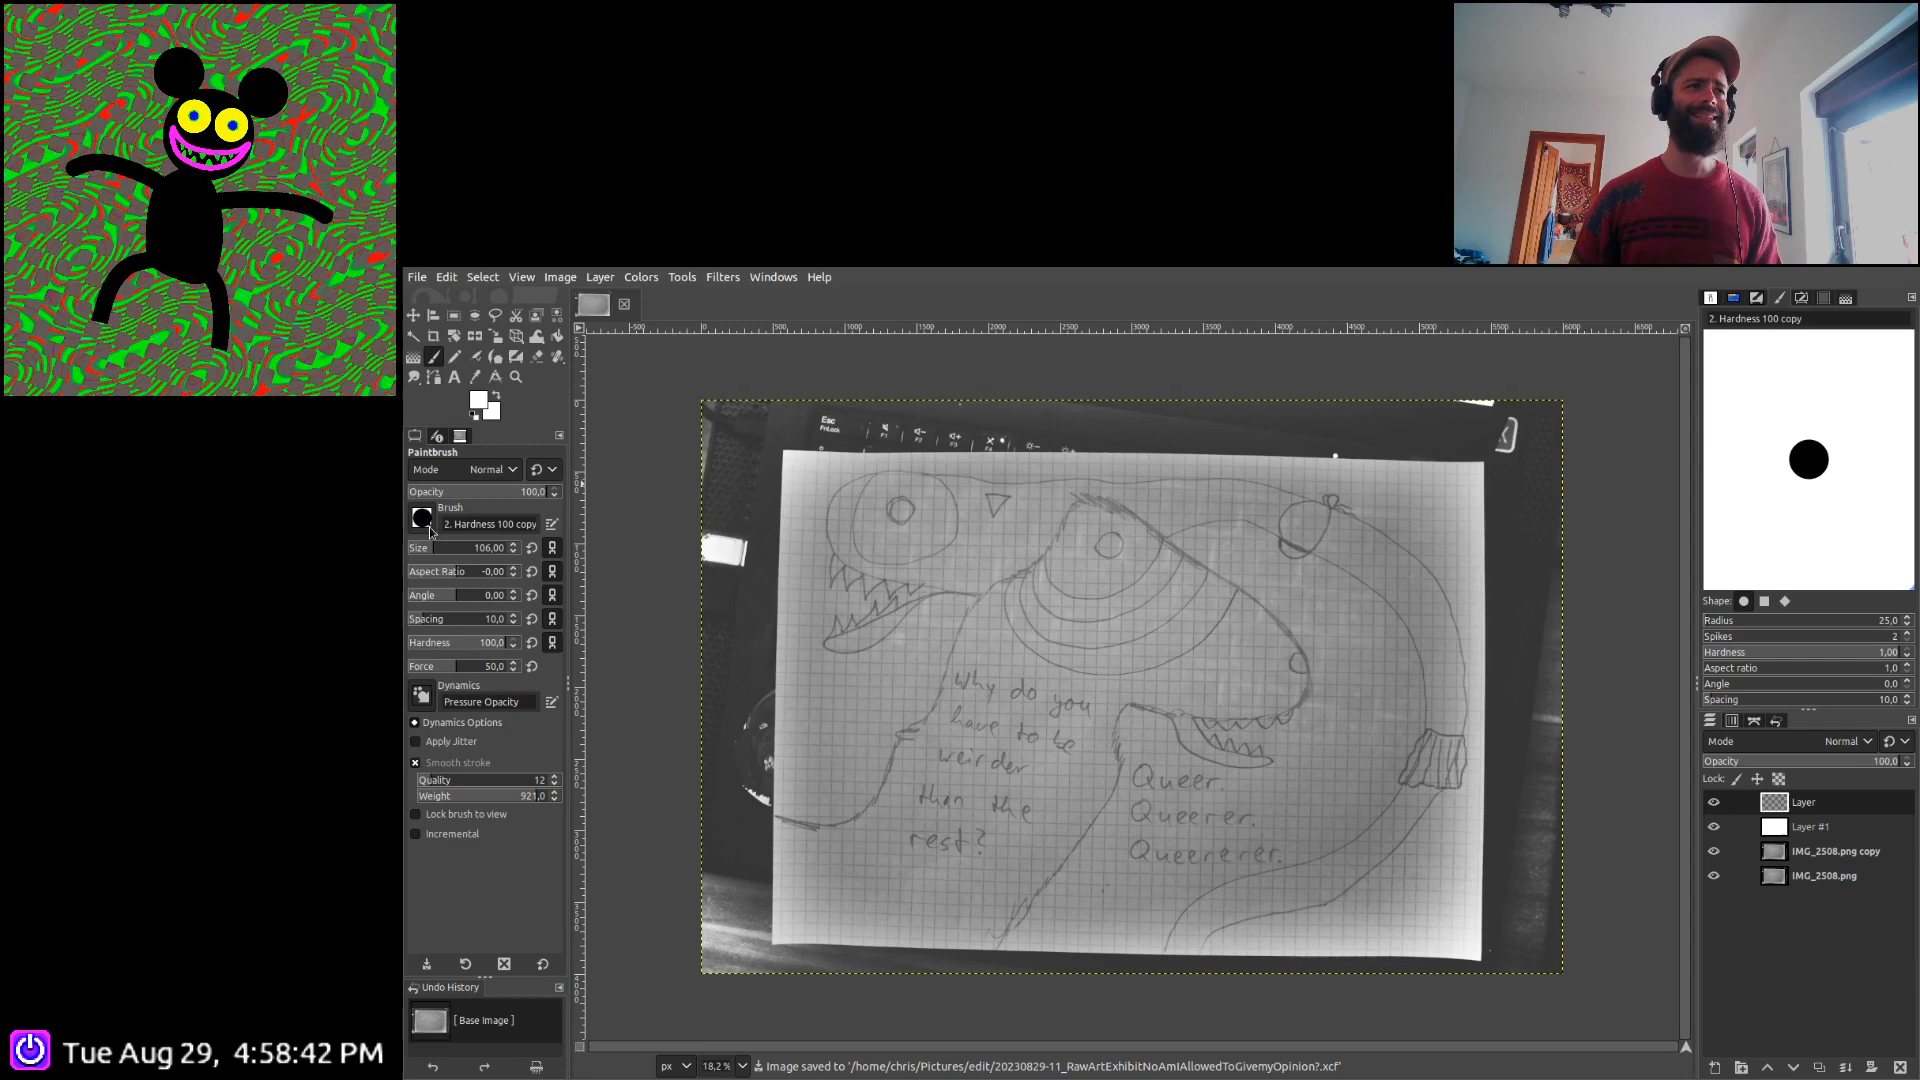 File Edit Select View Image Layer Colors Tools Filters Windows Help
2. Hardness 100 copy
Paintbrush
Mode Normal
Opacity 100,0
Brush
2. Hardness 100 copy
Size 106,00
Aspect Ratio -0,00
Angle 0,00
Spacing 10,0
Hardness 100,0
Force 50,0
Dynamics
Pressure Opacity
Dynamics Options
Apply Jitter
Smooth stroke
Quality 12
Weight 921,0
Lock brush to view
Incremental
Undo History
[ Base Image ]
Esc
FnLock
F1 F2 F3 F4
why do you
have to be
weirder
than the
rest?
Queer.
Queerer.
Queererer.
Shape:
Radius 25,0
Spikes 2
Hardness 1,00
Aspect ratio 1,0
Angle 0,0
Spacing 10,0
Mode Normal
Opacity 100,0
Lock:
Layer
Layer #1
IMG_2508.png copy
IMG_2508.png
px 18,2 % Image saved to '/home/chris/Pictures/edit/20230829-11_RawArtExhibitNoAmIAllowedToGivemyOpinion?.xcf'
Tue Aug 29, 4:58:42 PM